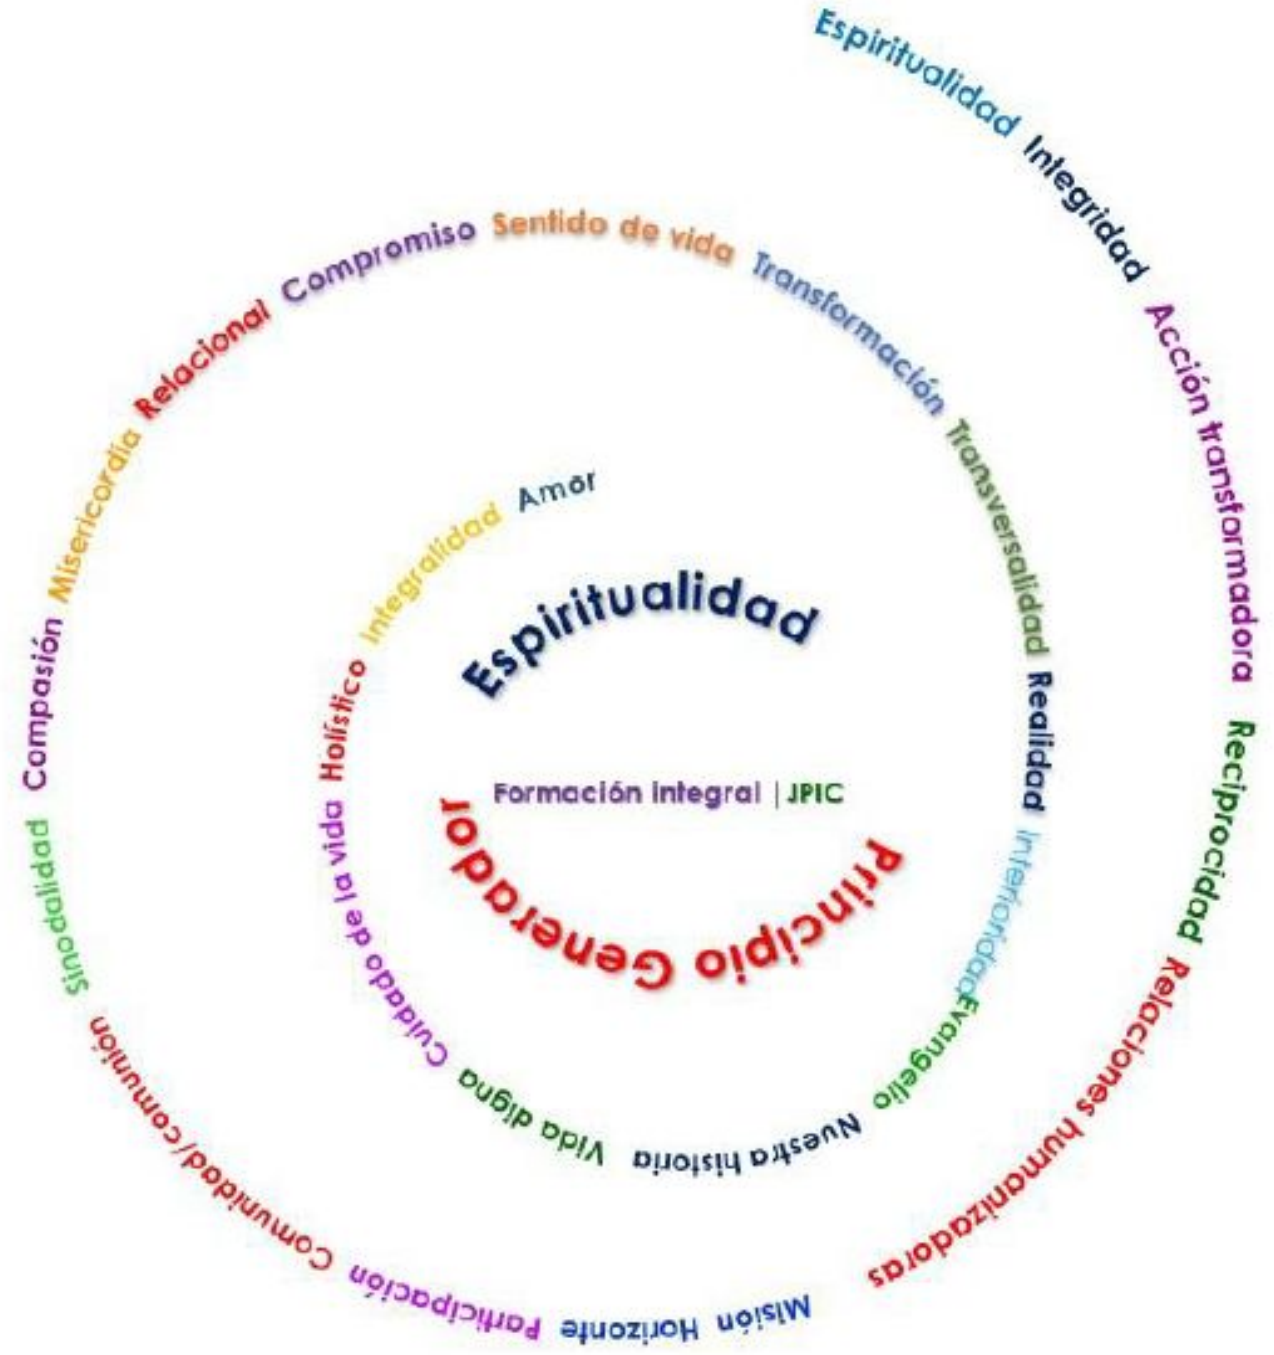 Espiritualidad
Integridad
Acción transformadora
Reciprocidad
Relaciones humanizadoras
Misión Horizonte
Participación
Comunidad/comunión
Sinodalidad
Compasión
Misericordia
Relacional
Compromiso
Sentido de vida
Transformación
Transversalidad
Realidad
Interioridad
Evangelio
Nuestra historia
Vida digna
Cuidado de la vida
Holístico
Integralidad
Amor
Espiritualidad
Formación integral | JPIC
Principio Generador